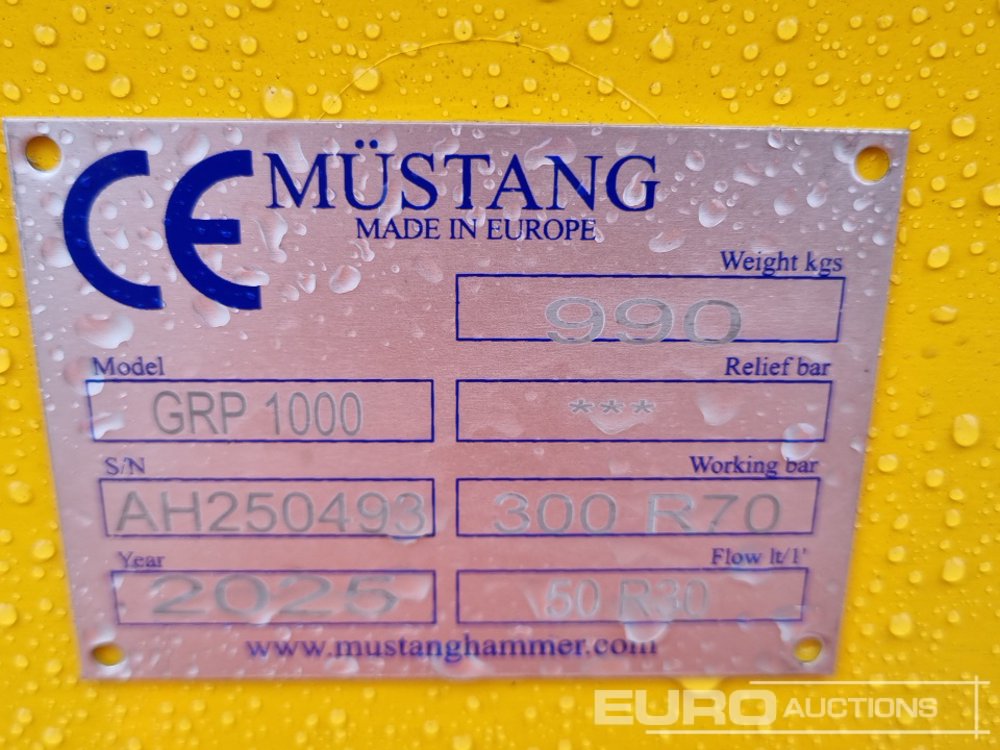 CE MÜSTANG
MADE IN EUROPE
Weight kgs
990
Model
GRP 1000
Relief bar
***
S/N
AH250493
Working bar
300 R70
Year
2025
Flow lt/1'
50 R30
www.mustanghammer.com
EURO AUCTIONS